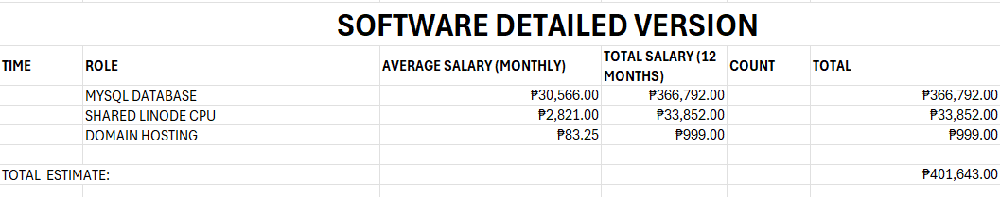 SOFTWARE DETAILED VERSION
TIME ROLE AVERAGE SALARY (MONTHLY) TOTAL SALARY (12 MONTHS) COUNT TOTAL
MYSQL DATABASE ₱30,566.00 ₱366,792.00 ₱366,792.00
SHARED LINODE CPU ₱2,821.00 ₱33,852.00 ₱33,852.00
DOMAIN HOSTING ₱83.25 ₱999.00 ₱999.00
TOTAL ESTIMATE: ₱401,643.00